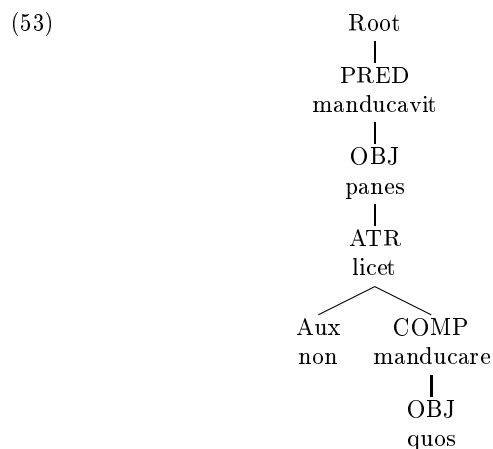 (53) Root
PRED
manducavit
OBJ
panes
ATR
licet
Aux COMP
non manducare
OBJ
quos